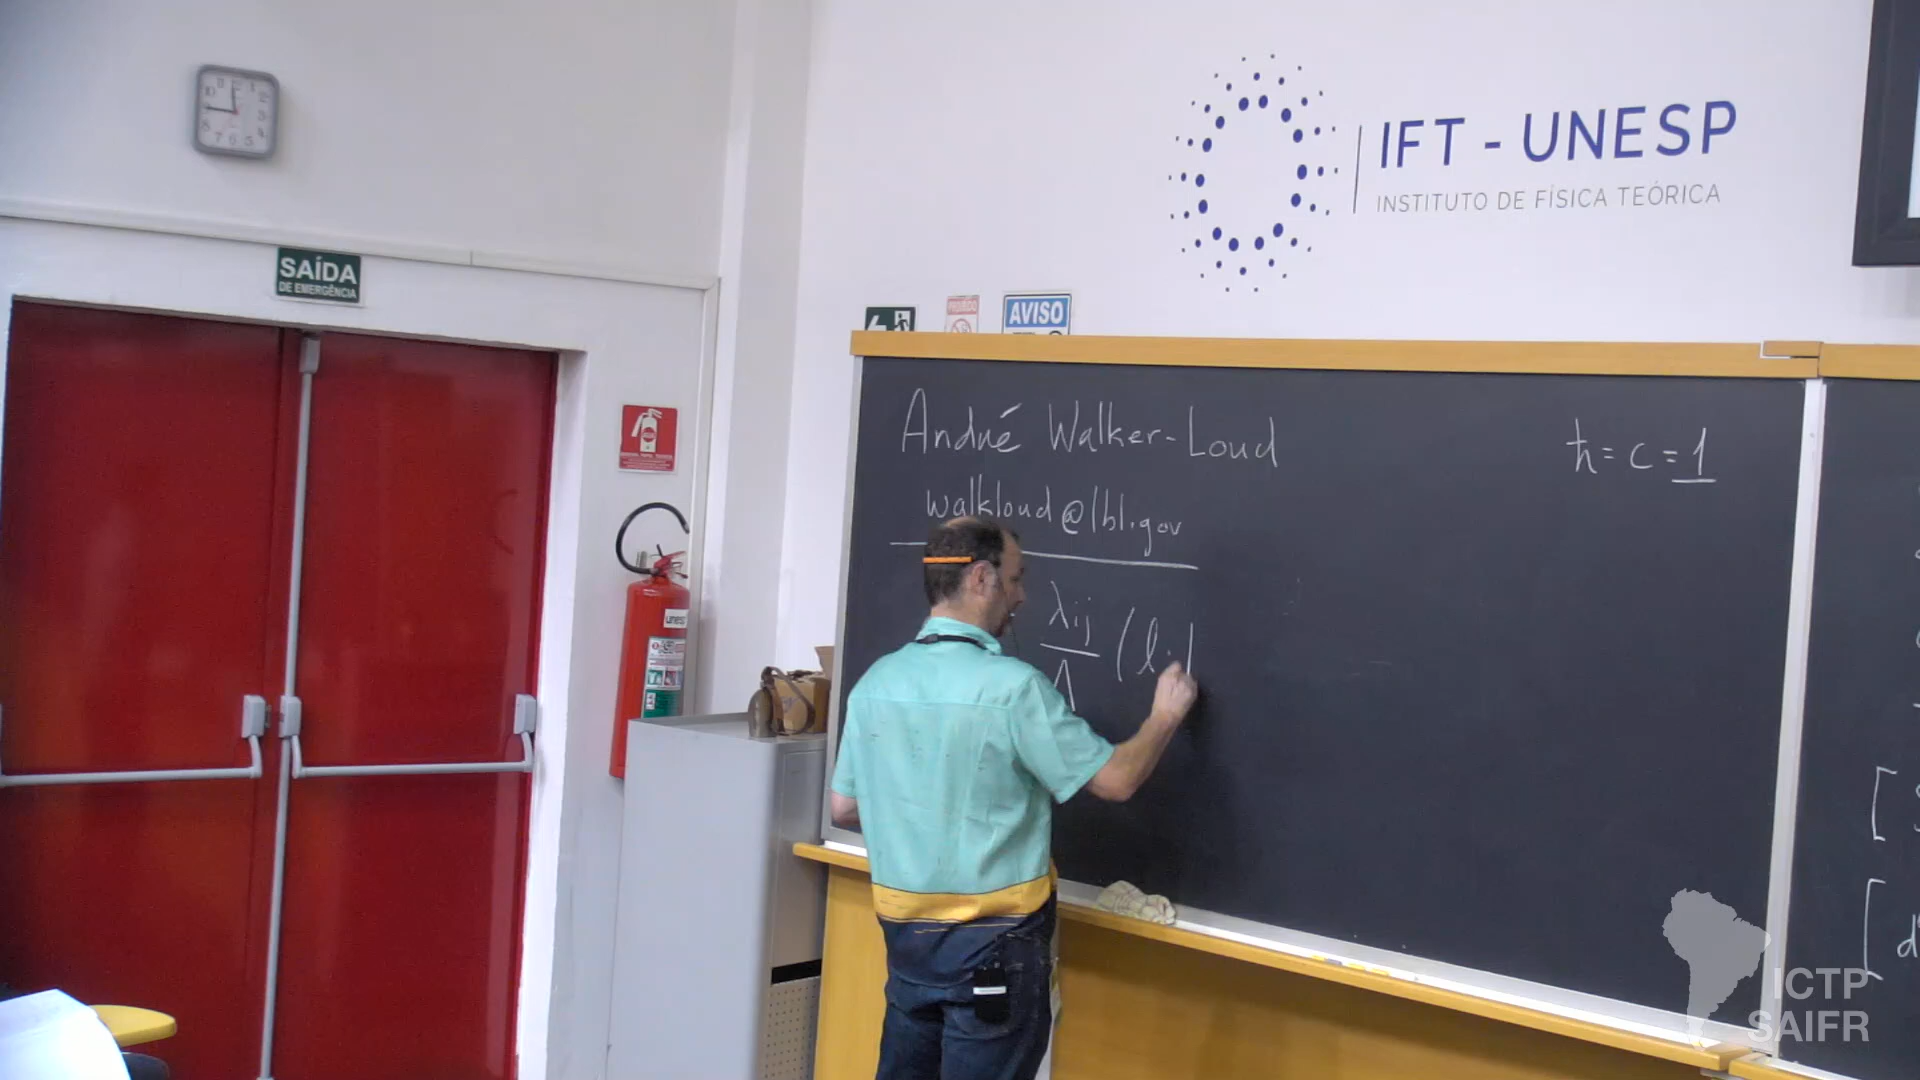 IFT - UNESP
INSTITUTO DE FÍSICA TEÓRICA
SAÍDA
DE EMERGÊNCIA
AVISO
André Walker-Loud
walkloud@lbl.gov
ħ = c = 1
λij
Λ
(l
unesp
ICTP
SAIFR